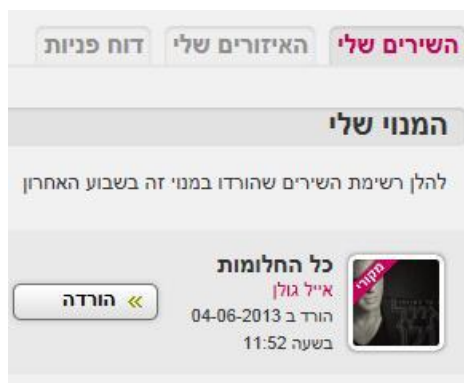 השירים שלי
האיזורים שלי
דוח פניות
המנוי שלי
להלן רשימת השירים שהורדו במנוי זה בשבוע האחרון
מקורי
כל החלומות
אייל גולן
הורד ב 04-06-2013
בשעה 11:52
הורדה